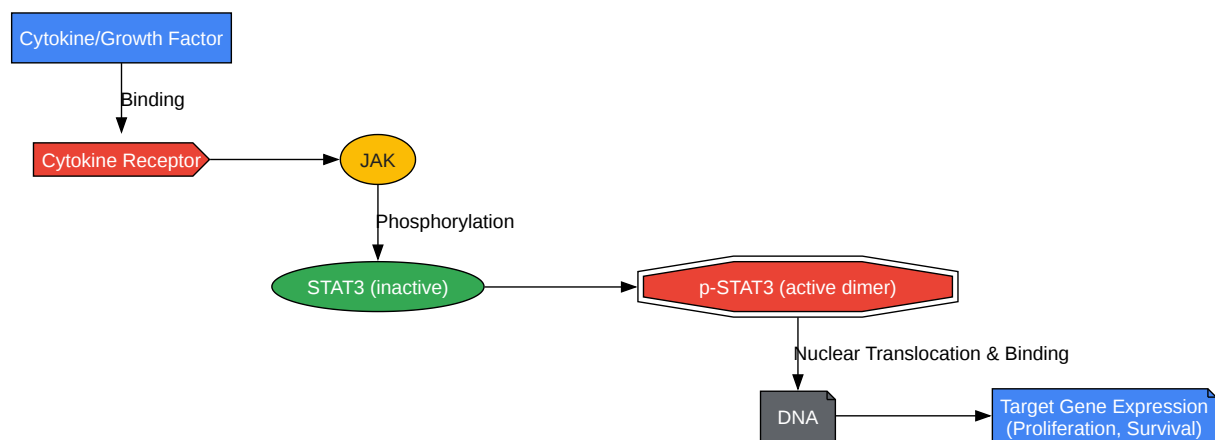 Cytokine/Growth Factor
Binding
Cytokine Receptor
JAK
Phosphorylation
STAT3 (inactive)
p-STAT3 (active dimer)
Nuclear Translocation & Binding
DNA
Target Gene Expression
(Proliferation, Survival)